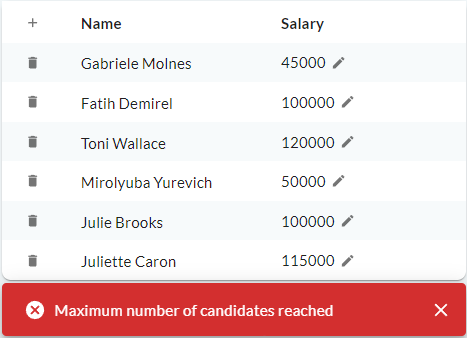 Name Salary
Gabriele Molnes 45000
Fatih Demirel 100000
Toni Wallace 120000
Mirolyuba Yurevich 50000
Julie Brooks 100000
Juliette Caron 115000
Maximum number of candidates reached